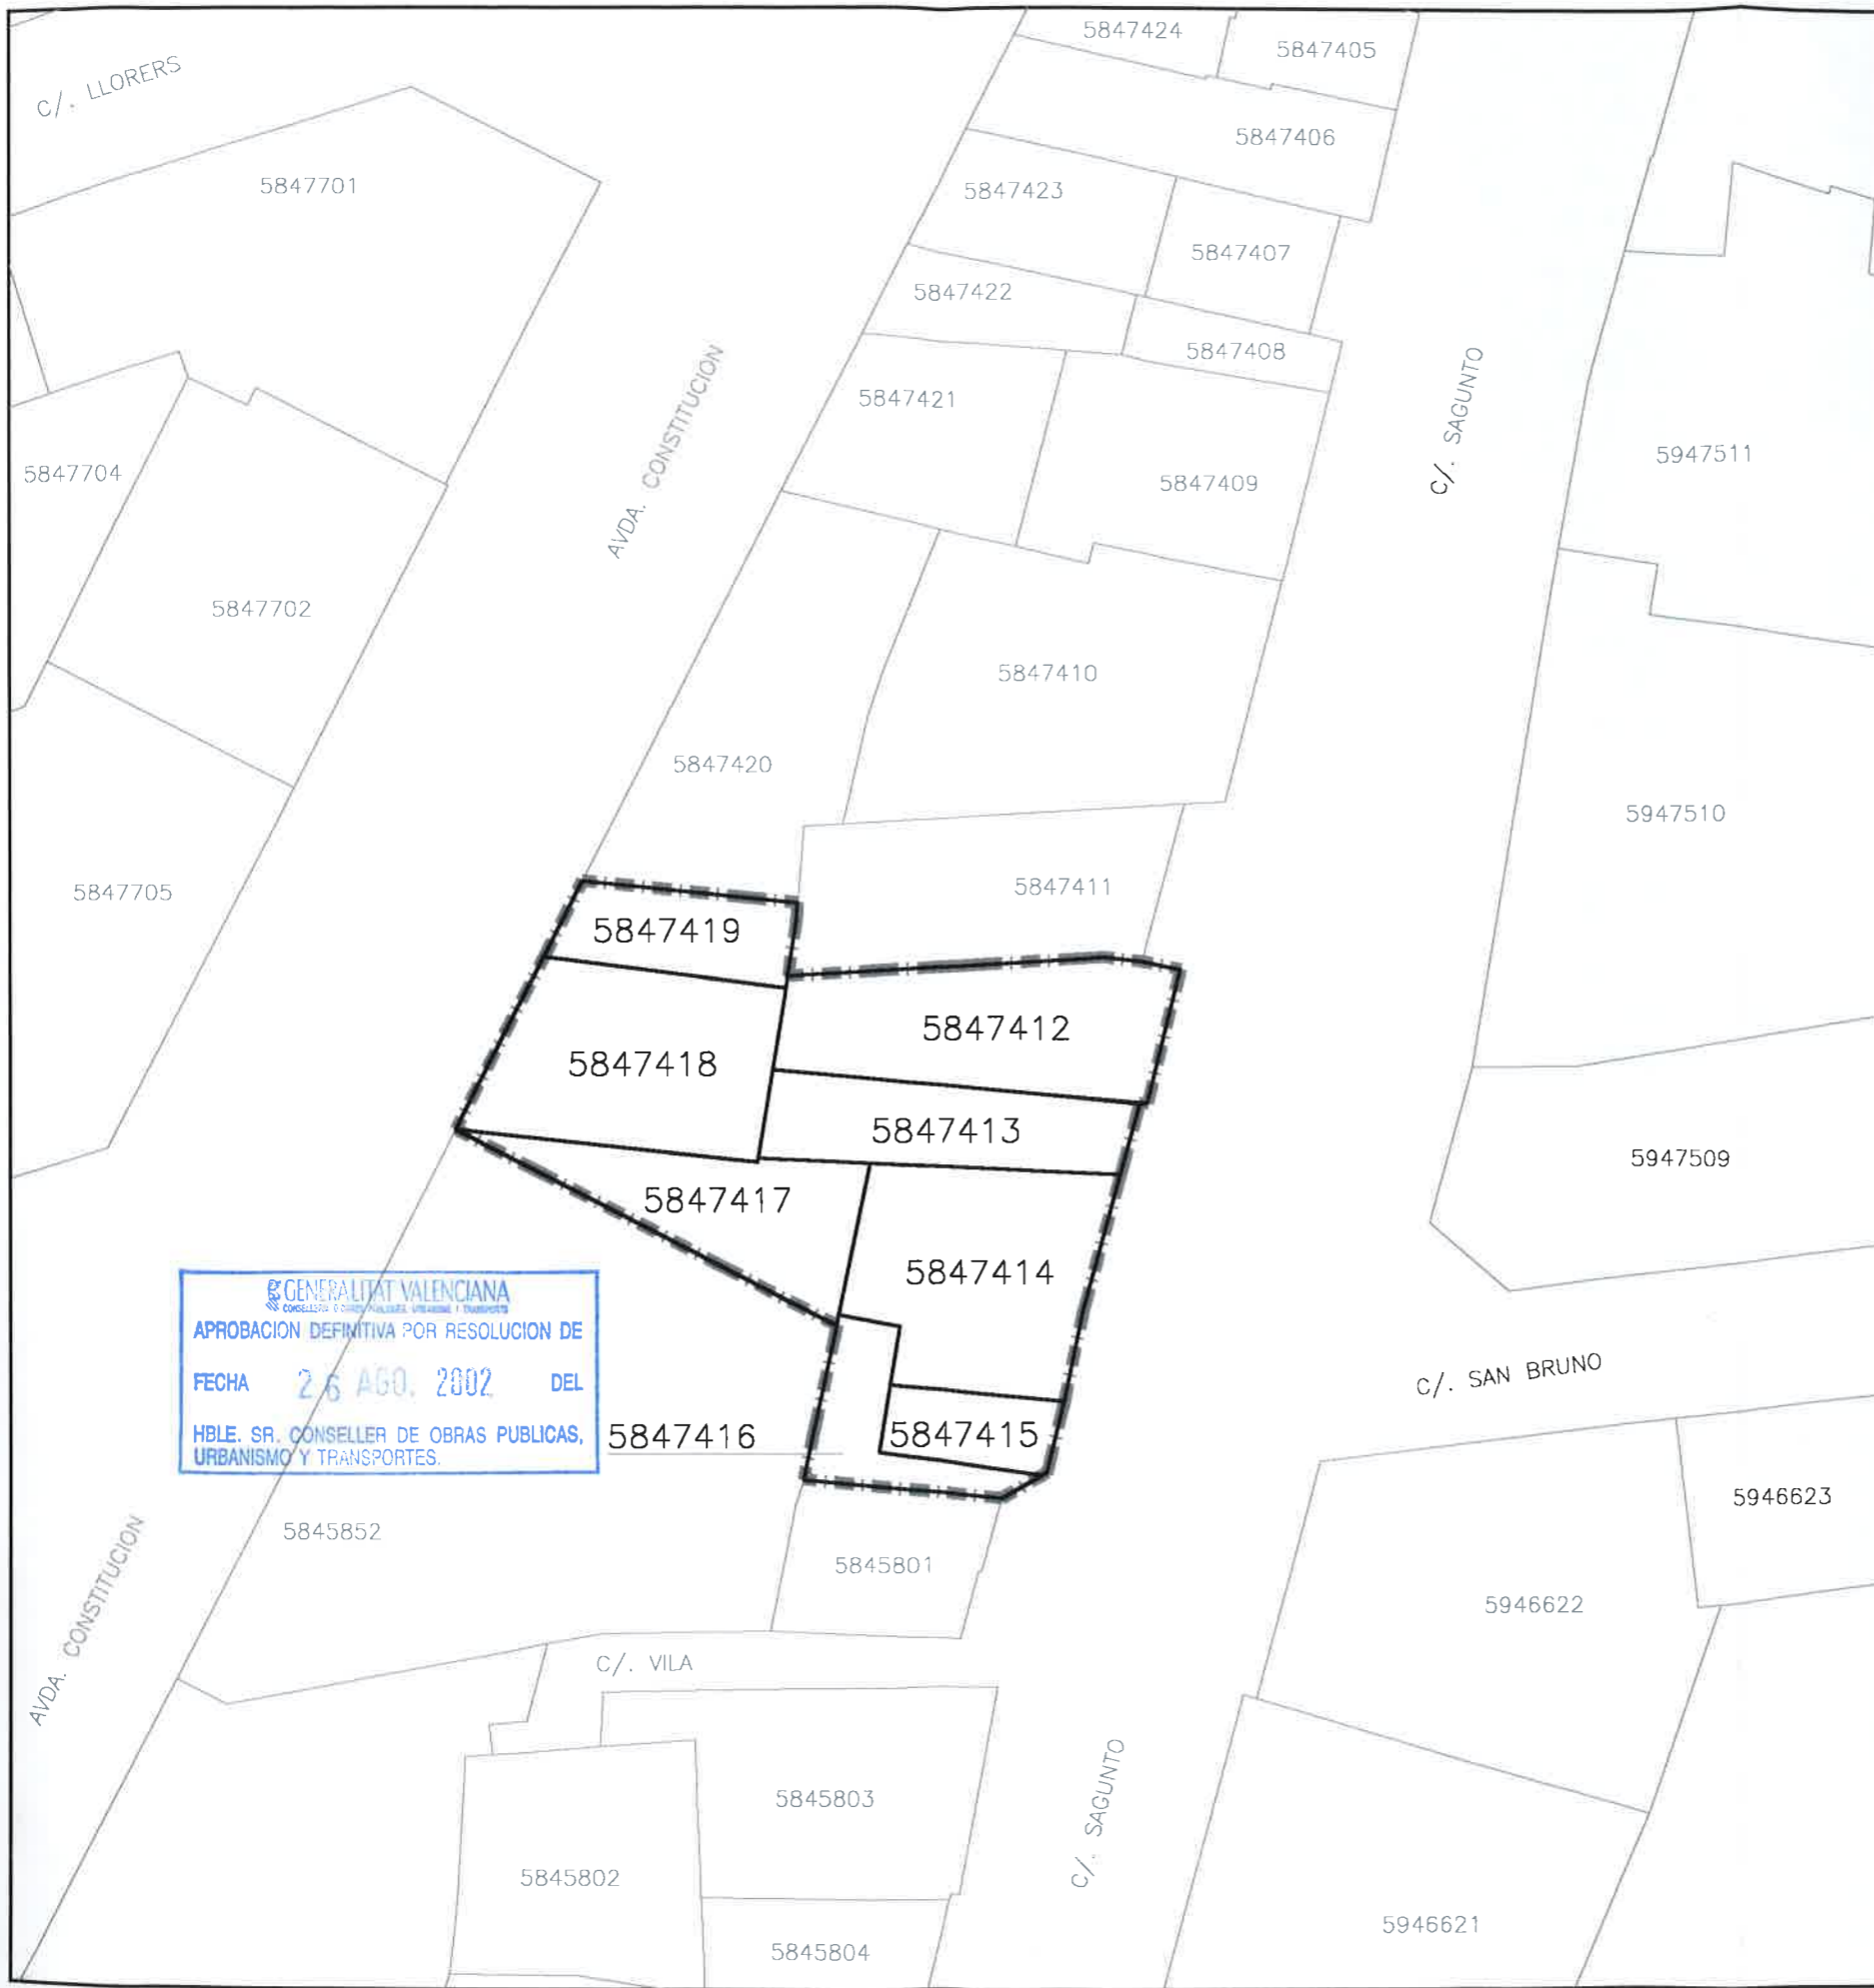 5847424
5847405
C/. LLORERS
5847406
5847701
5847423
5847407
5847422
5847408
5847421
AVDA. CONSTITUCION
C/. SAGUNTO
5947511
5847704
5847409
5847702
5847410
5847420
5947510
5847705
5847411
5847419
5847412
5847418
5847413
5947509
5847417
5847414
GENERALITAT VALENCIANA
APROBACION DEFINITIVA POR RESOLUCION DE
FECHA 26 AGO. 2002 DEL
HBLE. SR. CONSELLER DE OBRAS PUBLICAS,
URBANISMO Y TRANSPORTES.
C/. SAN BRUNO
5847416
5847415
5946623
5845852
5845801
5946622
AVDA. CONSTITUCION
C/. VILA
5845803
C/. SAGUNTO
5845802
5946621
5845804